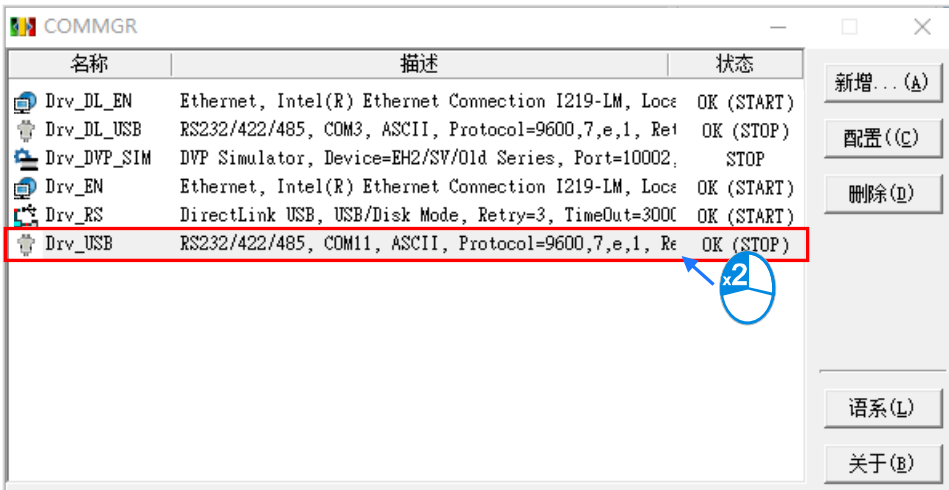 COMMGR
名称 描述 状态
新增...(A)
Drv_DL_EN Ethernet, Intel(R) Ethernet Connection I219-LM, Loca OK (START)
Drv_DL_USB RS232/422/485, COM3, ASCII, Protocol=9600,7,e,1, Ret OK (STOP)
配置((C)
Drv_DVP_SIM DVP Simulator, Device=EH2/SV/Old Series, Port=10002, STOP
Drv_EN Ethernet, Intel(R) Ethernet Connection I219-LM, Loca OK (START)
删除(D)
Drv_RS DirectLink USB, USB/Disk Mode, Retry=3, TimeOut=3000 OK (START)
Drv_USB RS232/422/485, COM11, ASCII, Protocol=9600,7,e,1, Re OK (STOP)
x2
语系(L)
关于(B)